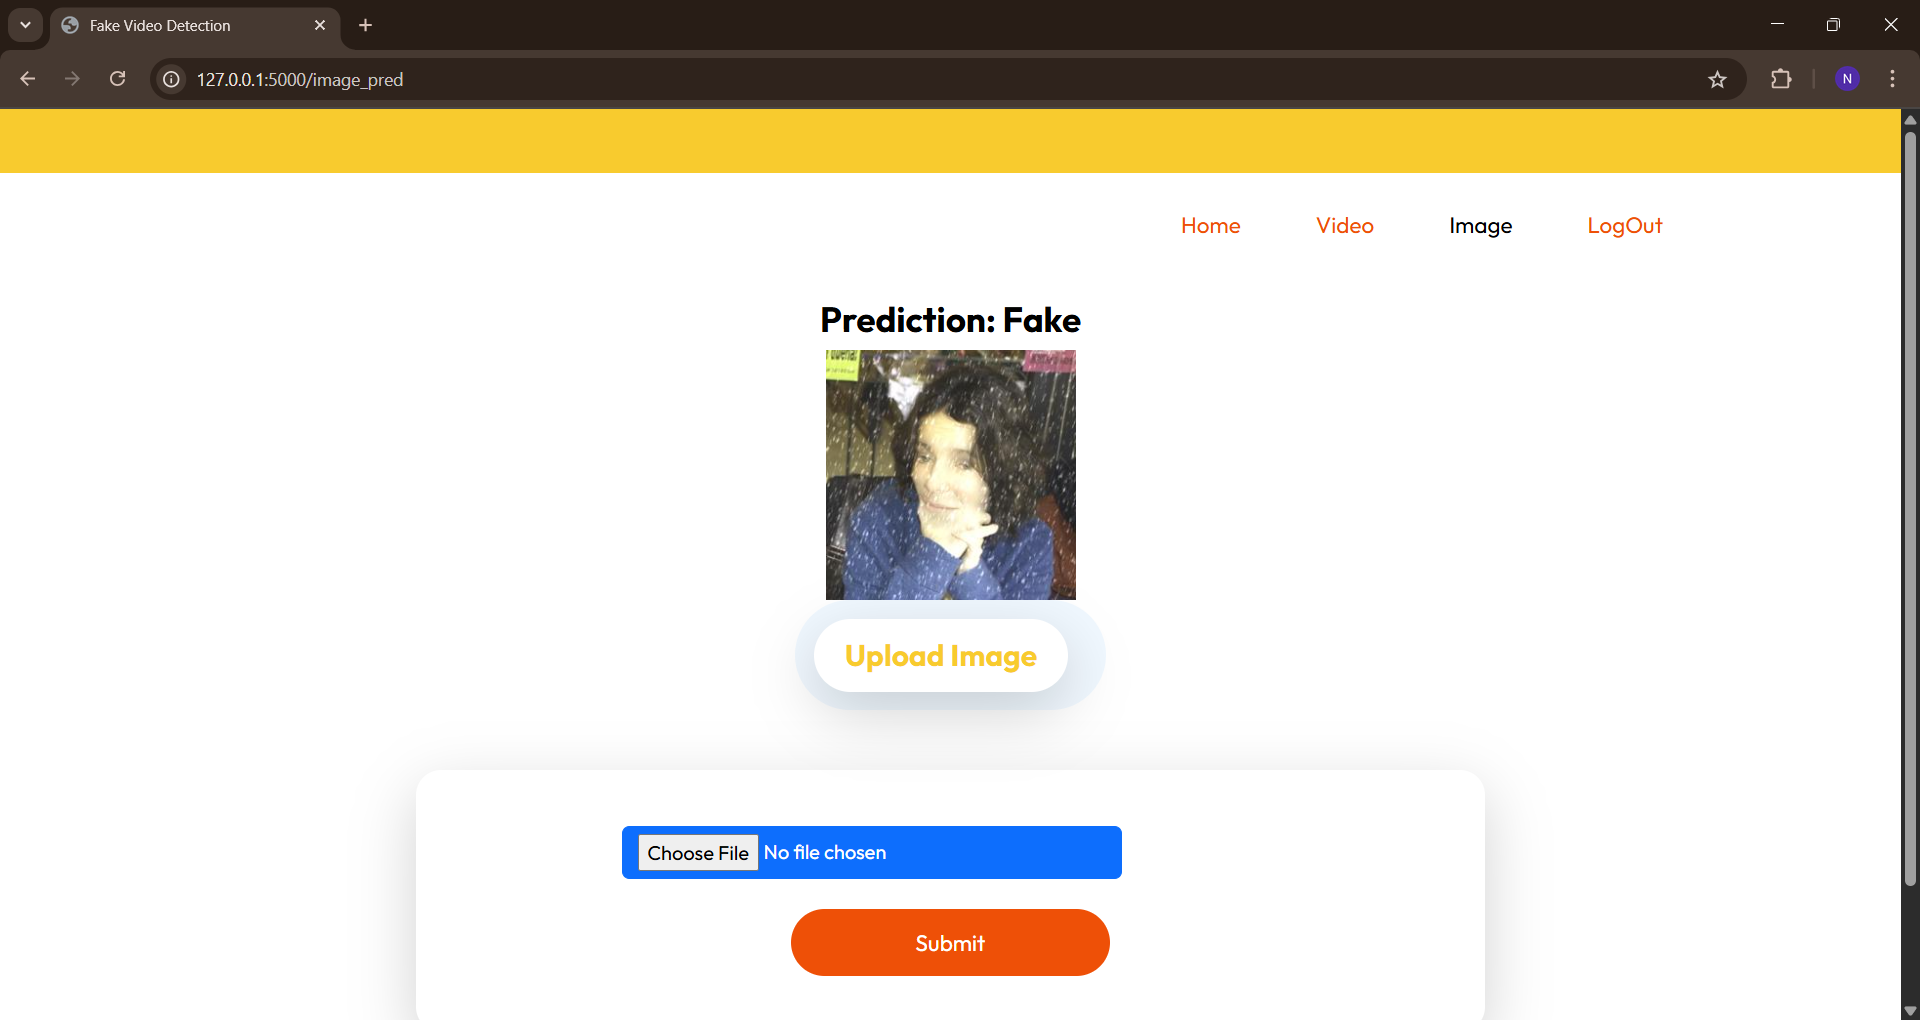 Fake Video Detection
127.0.0.1:5000/image_pred
N
Home
Video
Image
LogOut
Prediction: Fake
Upload Image
Choose File No file chosen
Submit